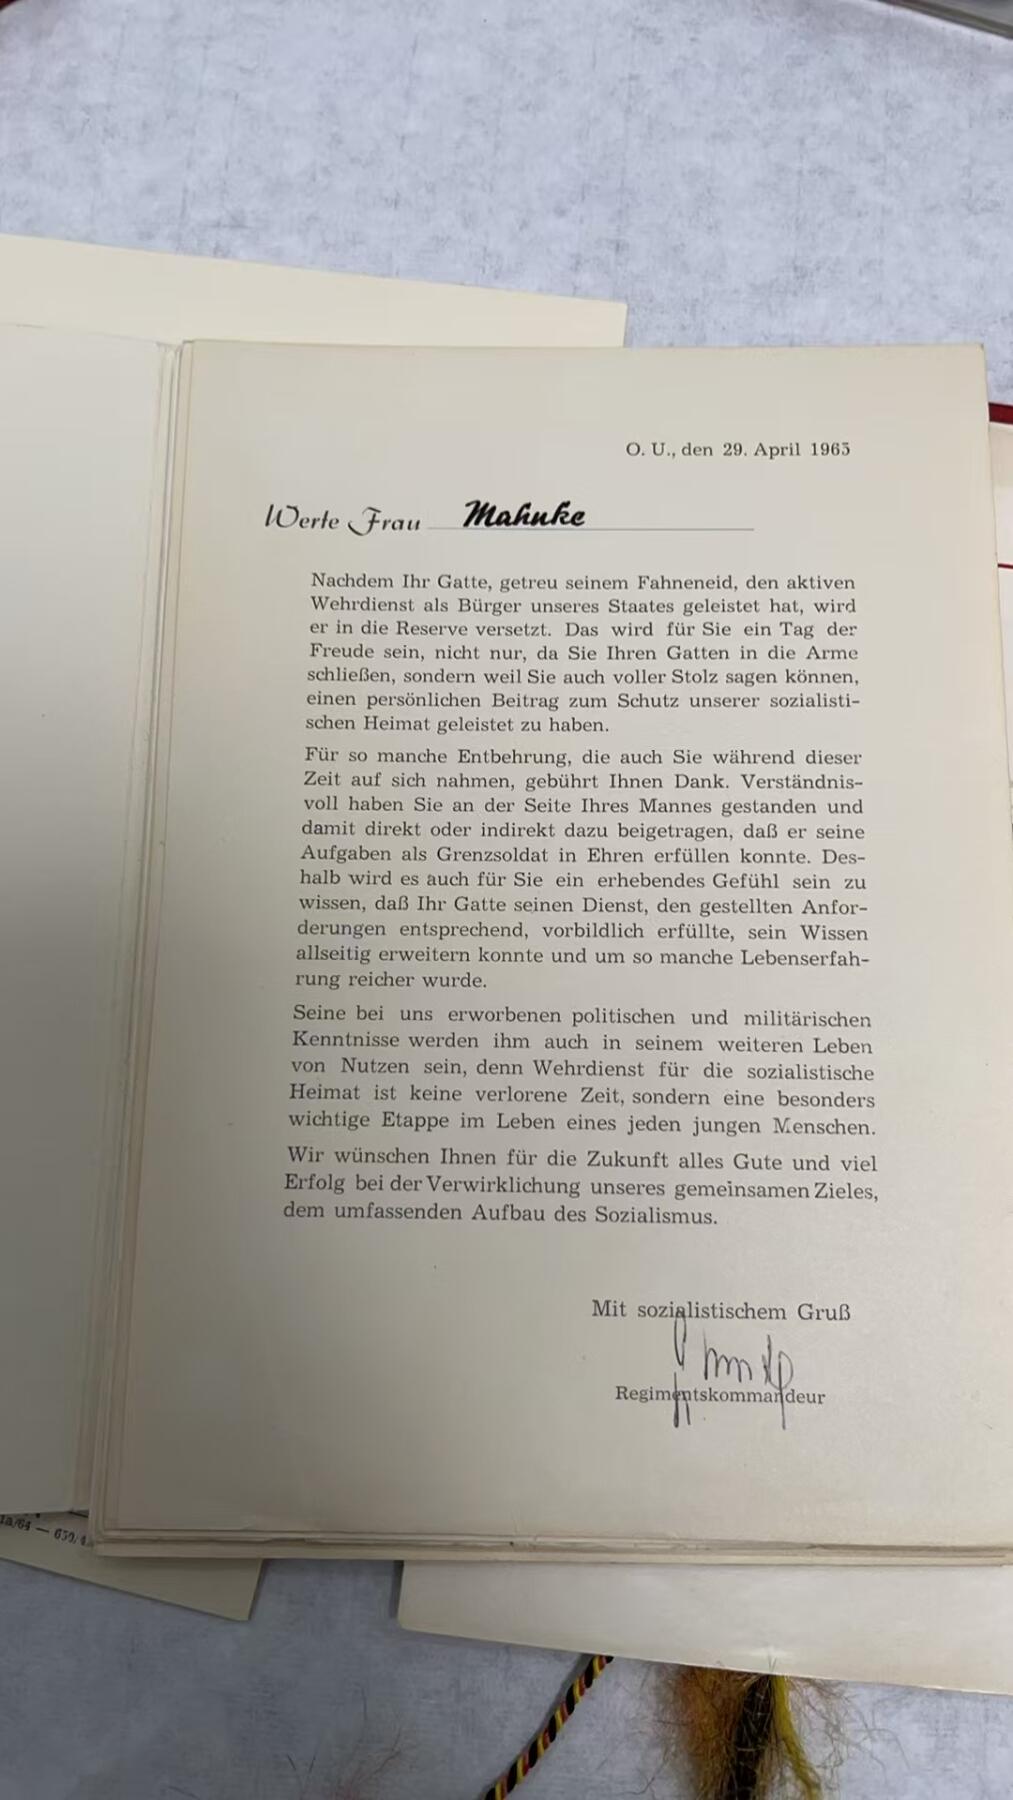 O. U., den 29. April 1965
Werte Frau Mahnke
Nachdem Ihr Gatte, getreu seinem Fahneneid, den aktiven
Wehrdienst als Bürger unseres Staates geleistet hat, wird
er in die Reserve versetzt. Das wird für Sie ein Tag der
Freude sein, nicht nur, da Sie Ihren Gatten in die Arme
schließen, sondern weil Sie auch voller Stolz sagen können,
einen persönlichen Beitrag zum Schutz unserer sozialisti-
schen Heimat geleistet zu haben.
Für so manche Entbehrung, die auch Sie während dieser
Zeit auf sich nahmen, gebührt Ihnen Dank. Verständnis-
voll haben Sie an der Seite Ihres Mannes gestanden und
damit direkt oder indirekt dazu beigetragen, daß er seine
Aufgaben als Grenzsoldat in Ehren erfüllen konnte. Des-
halb wird es auch für Sie ein erhebendes Gefühl sein zu
wissen, daß Ihr Gatte seinen Dienst, den gestellten Anfor-
derungen entsprechend, vorbildlich erfüllte, sein Wissen
allseitig erweitern konnte und um so manche Lebenserfah-
rung reicher wurde.
Seine bei uns erworbenen politischen und militärischen
Kenntnisse werden ihm auch in seinem weiteren Leben
von Nutzen sein, denn Wehrdienst für die sozialistische
Heimat ist keine verlorene Zeit, sondern eine besonders
wichtige Etappe im Leben eines jeden jungen Menschen.
Wir wünschen Ihnen für die Zukunft alles Gute und viel
Erfolg bei der Verwirklichung unseres gemeinsamen Zieles,
dem umfassenden Aufbau des Sozialismus.
Mit sozialistischem Gruß
Regimentskommandeur